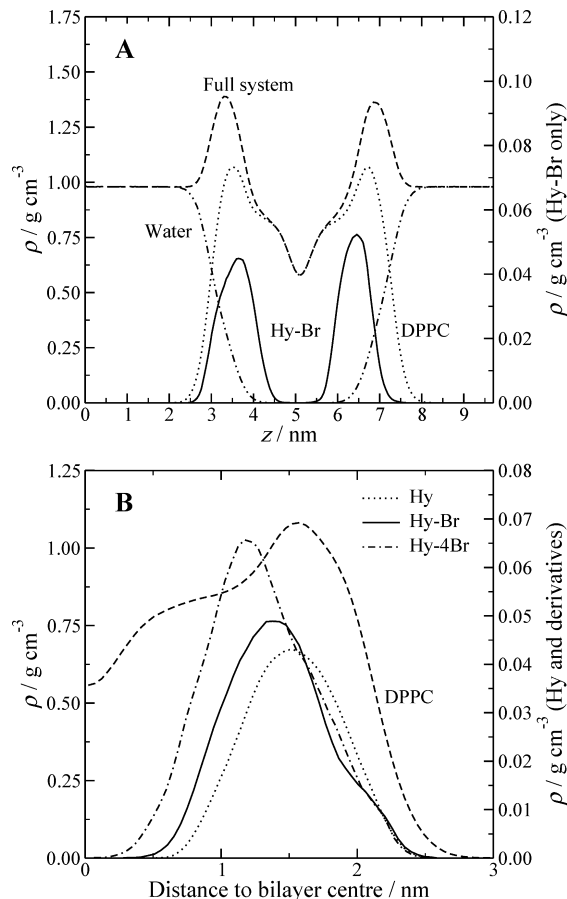 A
Full system
Water
Hy-Br
DPPC
1.75
1.50
1.25
1.00
0.75
0.50
0.25
0.00
ρ / g cm⁻³
0.12
0.10
0.08
0.06
0.04
0.02
0.00
ρ / g cm⁻³ (Hy-Br only)
0 1 2 3 4 5 6 7 8 9
z / nm
B
Hy
Hy-Br
Hy-4Br
DPPC
1.25
1.00
0.75
0.50
0.25
0.00
ρ / g cm⁻³
0.08
0.07
0.06
0.05
0.04
0.03
0.02
0.01
0.00
ρ / g cm⁻³ (Hy and derivatives)
0 1 2 3
Distance to bilayer centre / nm